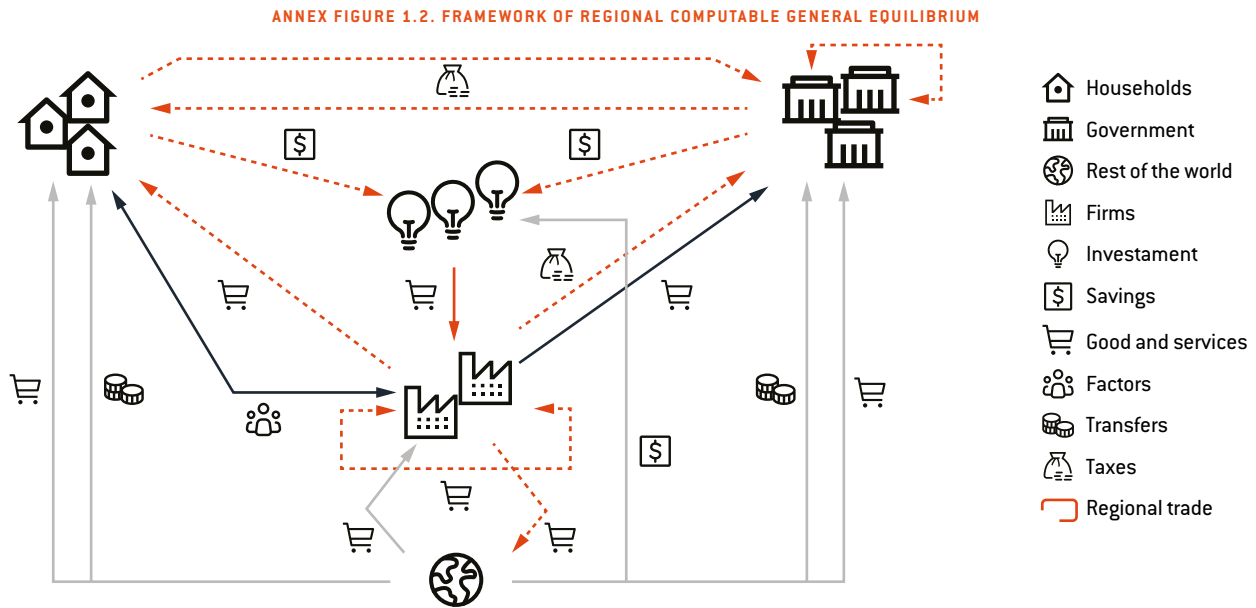 ANNEX FIGURE 1.2. FRAMEWORK OF REGIONAL COMPUTABLE GENERAL EQUILIBRIUM
Households
Government
Rest of the world
Firms
Investament
$ Savings
Good and services
Factors
Transfers
Taxes
Regional trade
$
$
$